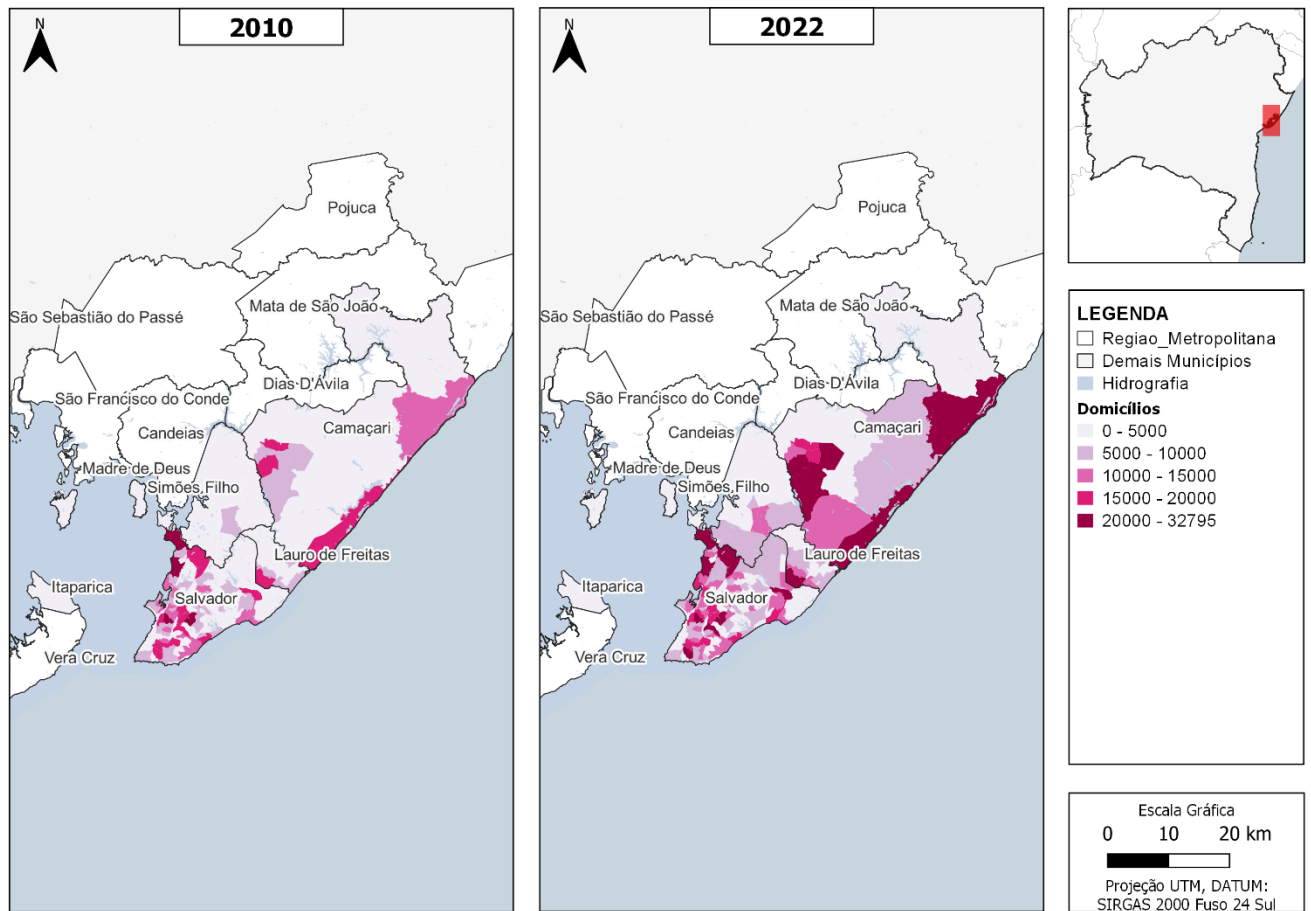 N
2010
Pojuca
Mata de São João
São Sebastião do Passé
Dias D'Ávila
São Francisco do Conde
Camaçari
Candeias
Madre de Deus
Simões Filho
Lauro de Freitas
Itaparica
Salvador
Vera Cruz
N
2022
Pojuca
Mata de São João
São Sebastião do Passé
Dias D'Ávila
São Francisco do Conde
Camaçari
Candeias
Madre de Deus
Simões Filho
Lauro de Freitas
Itaparica
Salvador
Vera Cruz
LEGENDA
Regiao_Metropolitana
Demais Municípios
Hidrografia
Domicílios
0 - 5000
5000 - 10000
10000 - 15000
15000 - 20000
20000 - 32795
Escala Gráfica
0 10 20 km
Projeção UTM, DATUM:
SIRGAS 2000 Fuso 24 Sul